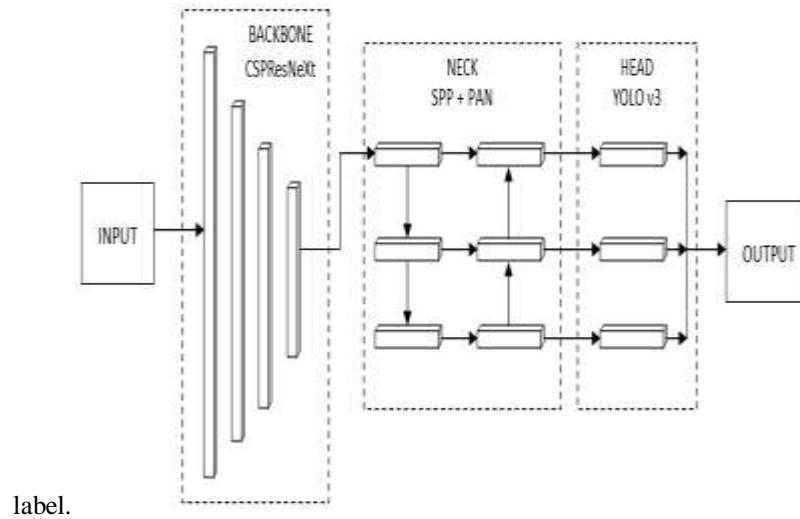 BACKBONE
CSPResNeXt
NECK
SPP + PAN
HEAD
YOLO v3
INPUT
OUTPUT
label.